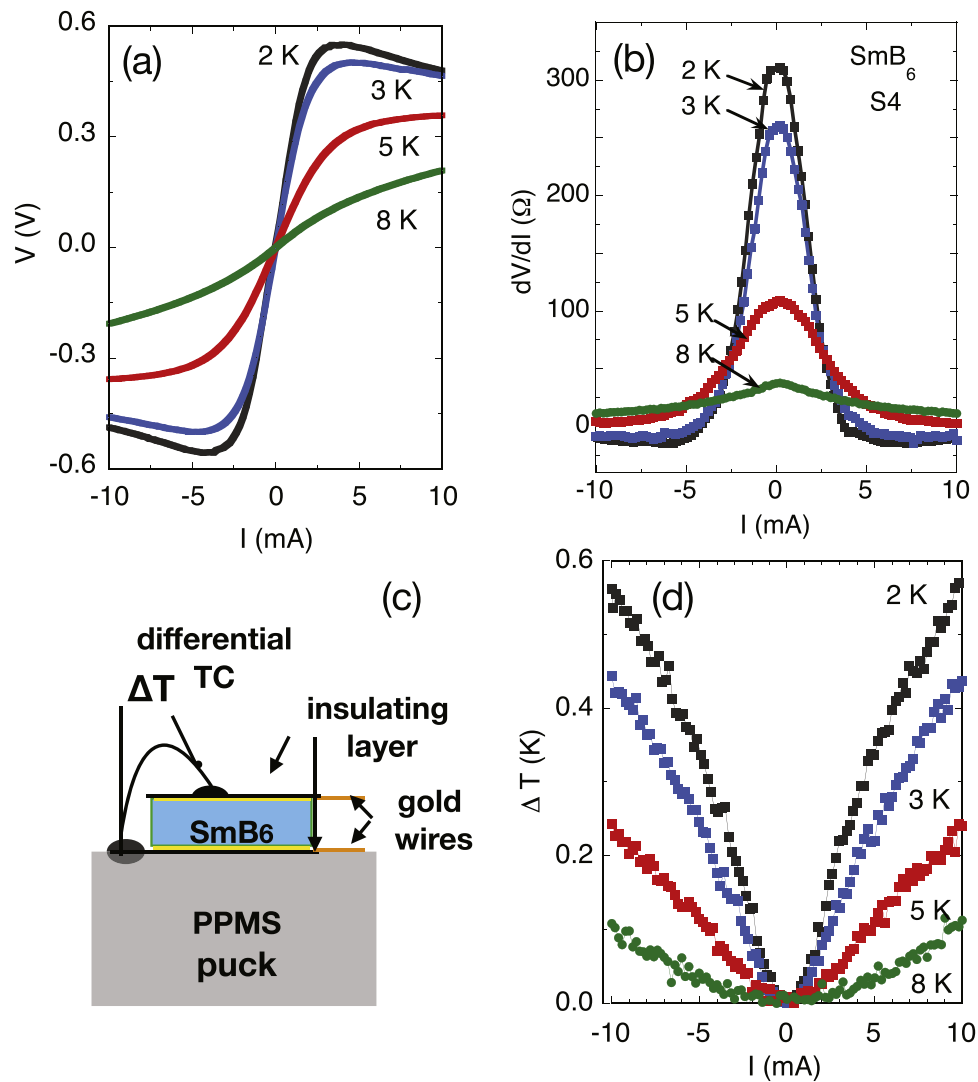 (a)
0.6
0.3
0.0
-0.3
-0.6
V (V)
2 K
3 K
5 K
8 K
-10 -5 0 5 10
I (mA)
(b)
SmB6
S4
300
200
100
0
dV/dI (Ω)
2 K
3 K
5 K
8 K
-10 -5 0 5 10
I (mA)
(c)
differential
TC
ΔT
insulating
layer
gold
wires
SmB6
PPMS
puck
(d)
0.6
0.4
0.2
0.0
Δ T (K)
2 K
3 K
5 K
8 K
-10 -5 0 5 10
I (mA)